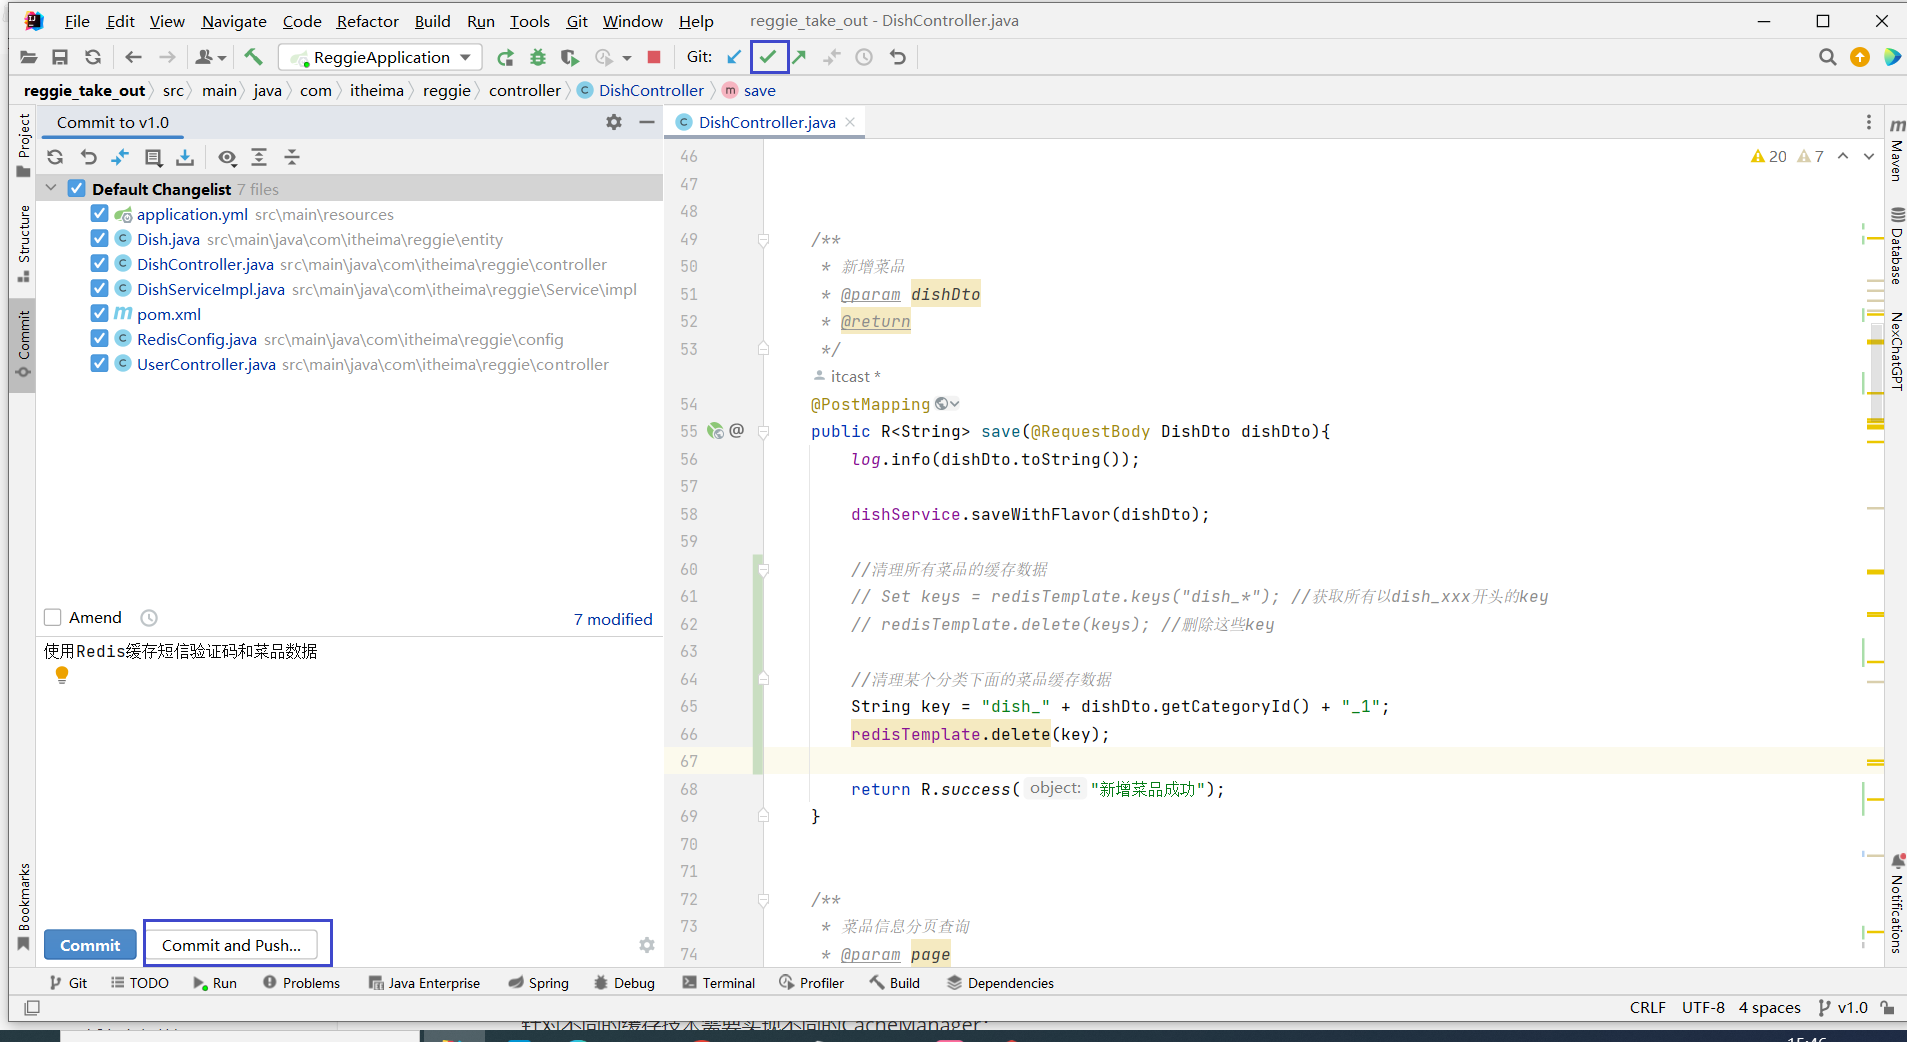 File Edit View Navigate Code Refactor Build Run Tools Git Window Help reggie_take_out - DishController.java
ReggieApplication Git:
reggie_take_out src main java com itheima reggie controller DishController save
Commit to v1.0
DishController.java
Default Changelist 7 files
application.yml src\main\resources
Dish.java src\main\java\com\itheima\reggie\entity
DishController.java src\main\java\com\itheima\reggie\controller
DishServiceImpl.java src\main\java\com\itheima\reggie\Service\impl
pom.xml
RedisConfig.java src\main\java\com\itheima\reggie\config
UserController.java src\main\java\com\itheima\reggie\controller
Amend
7 modified
使用Redis缓存短信验证码和菜品数据
Commit
Commit and Push...
Project
Structure
Commit
Bookmarks
20 7
46
47
48
49 /**
50 * 新增菜品
51 * @param dishDto
52 * @return
53 */
itcast *
54 @PostMapping
55 @ public R<String> save(@RequestBody DishDto dishDto){
56 log.info(dishDto.toString());
57
58 dishService.saveWithFlavor(dishDto);
59
60 //清理所有菜品的缓存数据
61 // Set keys = redisTemplate.keys("dish_*"); //获取所有以dish_xxx开头的key
62 // redisTemplate.delete(keys); //删除这些key
63
64 //清理某个分类下面的菜品缓存数据
65 String key = "dish_" + dishDto.getCategoryId() + "_1";
66 redisTemplate.delete(key);
67
68 return R.success( object: "新增菜品成功");
69 }
70
71
72 /**
73 * 菜品信息分页查询
74 * @param page
Maven
Database
NexChatGPT
Notifications
Git TODO Run Problems Java Enterprise Spring Debug Terminal Profiler Build Dependencies
CRLF UTF-8 4 spaces v1.0
针对不同的缓存技术需要实现不同的CacheManager:
15:46